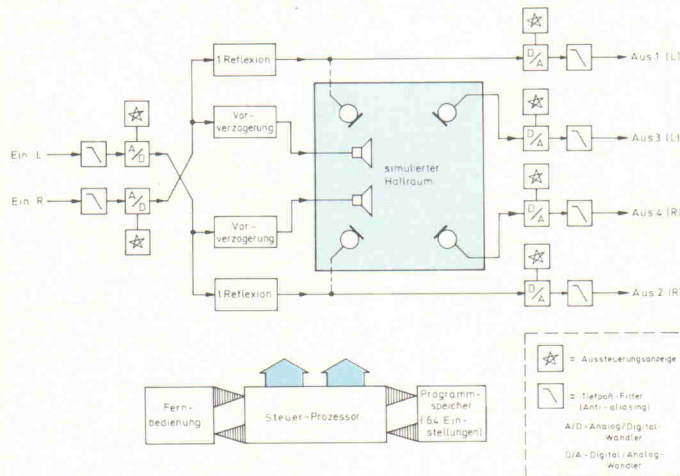 1.Reflexion
D/A
Aus 1 (L)
Ein L
A/D
Vor-
verzögerung
D/A
Aus 3 (L)
simulierter
Hallraum
Ein R
A/D
Vor-
verzögerung
D/A
Aus 4 (R)
1.Reflexion
D/A
Aus 2 (R)
= Aussteuerungsanzeige
= Tiefpaß-Filter
(Anti-aliasing)
A/D-Analog/Digital-
Wandler
D/A-Digital/Analog-
Wandler
Fern-
bedienung
Steuer-Prozessor
Programm-
speicher
(64 Ein-
stellungen)